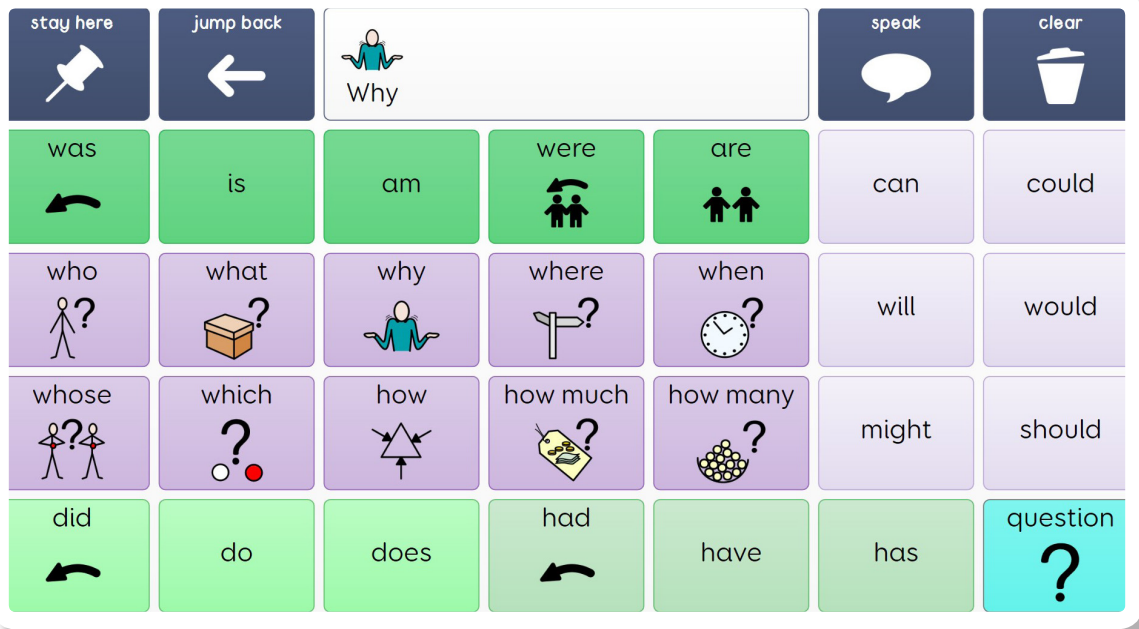 stay here
jump back
Why
speak
clear
was
is
am
were
are
can
could
who
what
why
where
when
will
would
whose
which
how
how much
how many
might
should
did
do
does
had
have
has
question